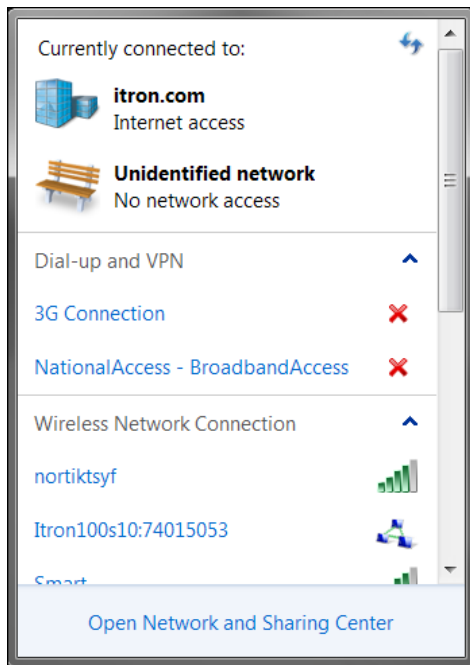 Currently connected to:
itron.com
Internet access
Unidentified network
No network access
Dial-up and VPN
3G Connection
NationalAccess - BroadbandAccess
Wireless Network Connection
nortiktsyf
Itron100s10:74015053
Smart
Open Network and Sharing Center